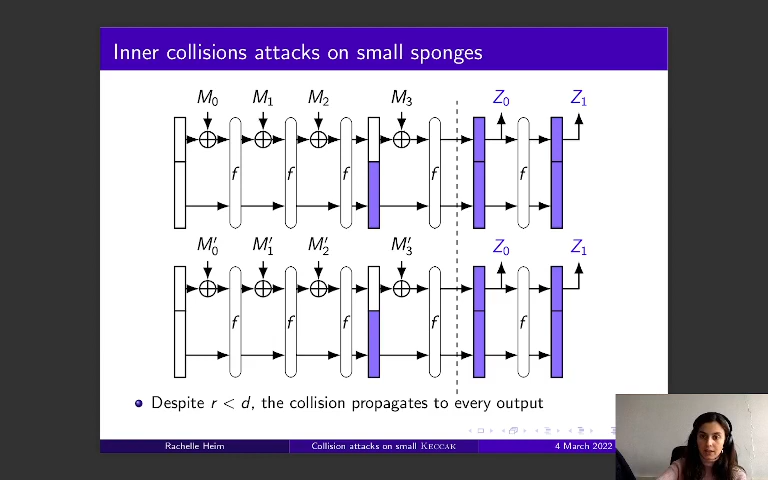 Inner collisions attacks on small sponges
M₀ M₁ M₂ M₃ Z₀ Z₁
f f f f f
M′₀ M′₁ M′₂ M′₃ Z₀ Z₁
f f f f f
Despite r < d, the collision propagates to every output
Rachelle Heim Collision attacks on small KECCAK 4 March 2022